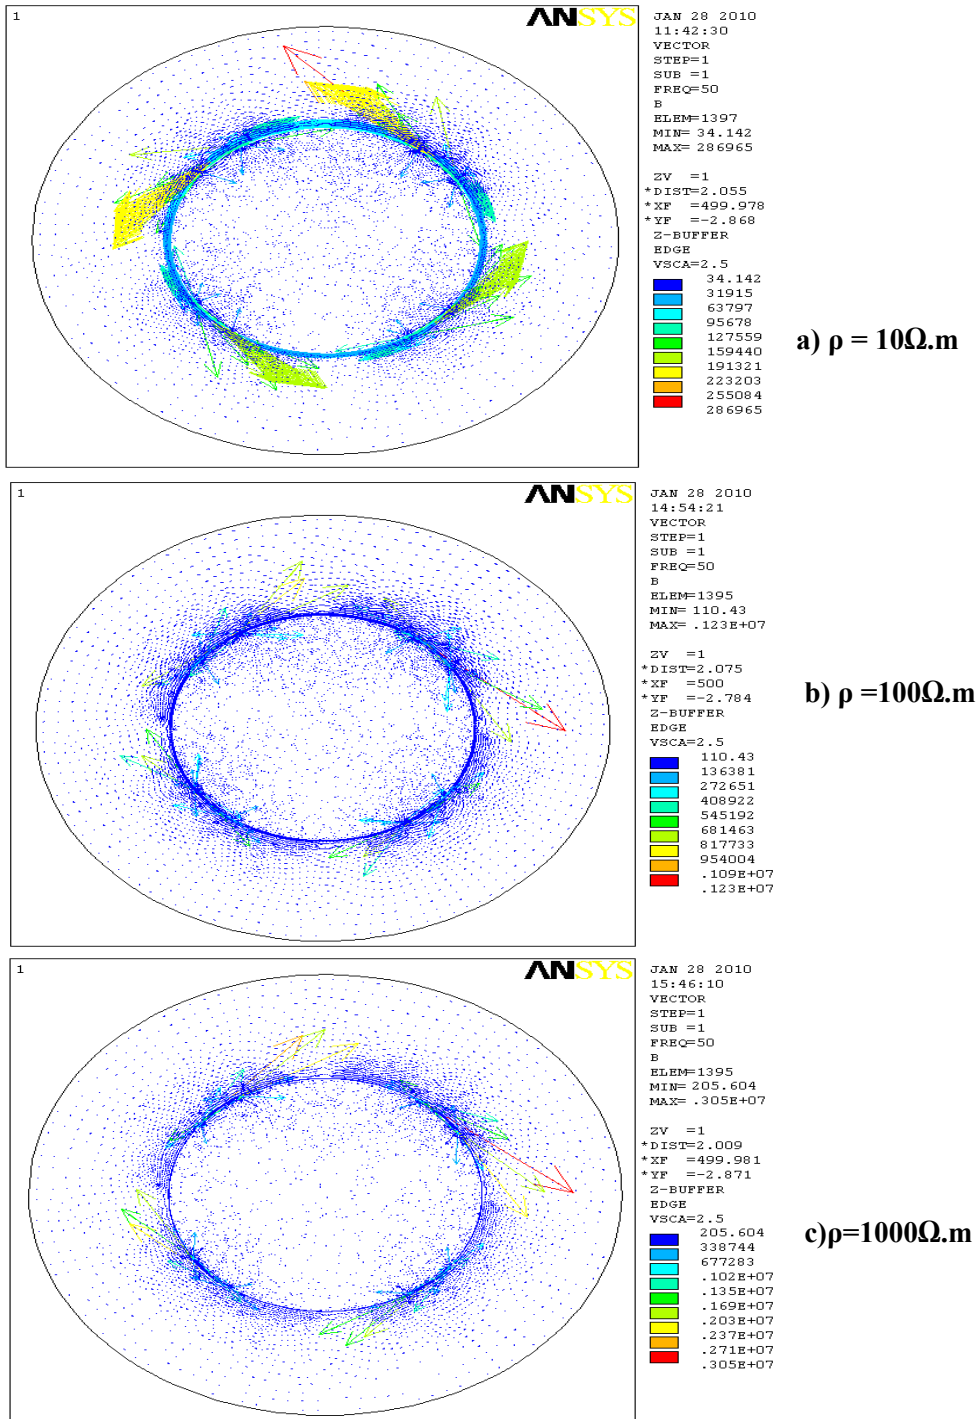 1
ANSYS
JAN 28 2010
11:42:30
VECTOR
STEP=1
SUB =1
FREQ=50
B
ELEM=1397
MIN= 34.142
MAX= 286965
ZV =1
*DIST=2.055
*XF =499.978
*YF =-2.868
Z-BUFFER
EDGE
VSCA=2.5
34.142
31915
63797
95678
127559
159440
191321
223203
255084
286965
a) ρ = 10Ω.m
1
ANSYS
JAN 28 2010
14:54:21
VECTOR
STEP=1
SUB =1
FREQ=50
B
ELEM=1395
MIN= 110.43
MAX= .123E+07
ZV =1
*DIST=2.075
*XF =500
*YF =-2.784
Z-BUFFER
EDGE
VSCA=2.5
110.43
136381
272651
408922
545192
681463
817733
954004
.109E+07
.123E+07
b) ρ =100Ω.m
1
ANSYS
JAN 28 2010
15:46:10
VECTOR
STEP=1
SUB =1
FREQ=50
B
ELEM=1395
MIN= 205.604
MAX= .305E+07
ZV =1
*DIST=2.009
*XF =499.981
*YF =-2.871
Z-BUFFER
EDGE
VSCA=2.5
205.604
338744
677283
.102E+07
.135E+07
.169E+07
.203E+07
.237E+07
.271E+07
.305E+07
c)ρ=1000Ω.m